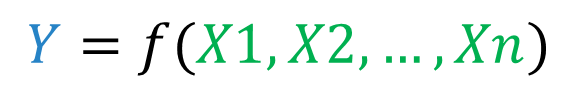 Y = f(X1, X2, … , Xn)